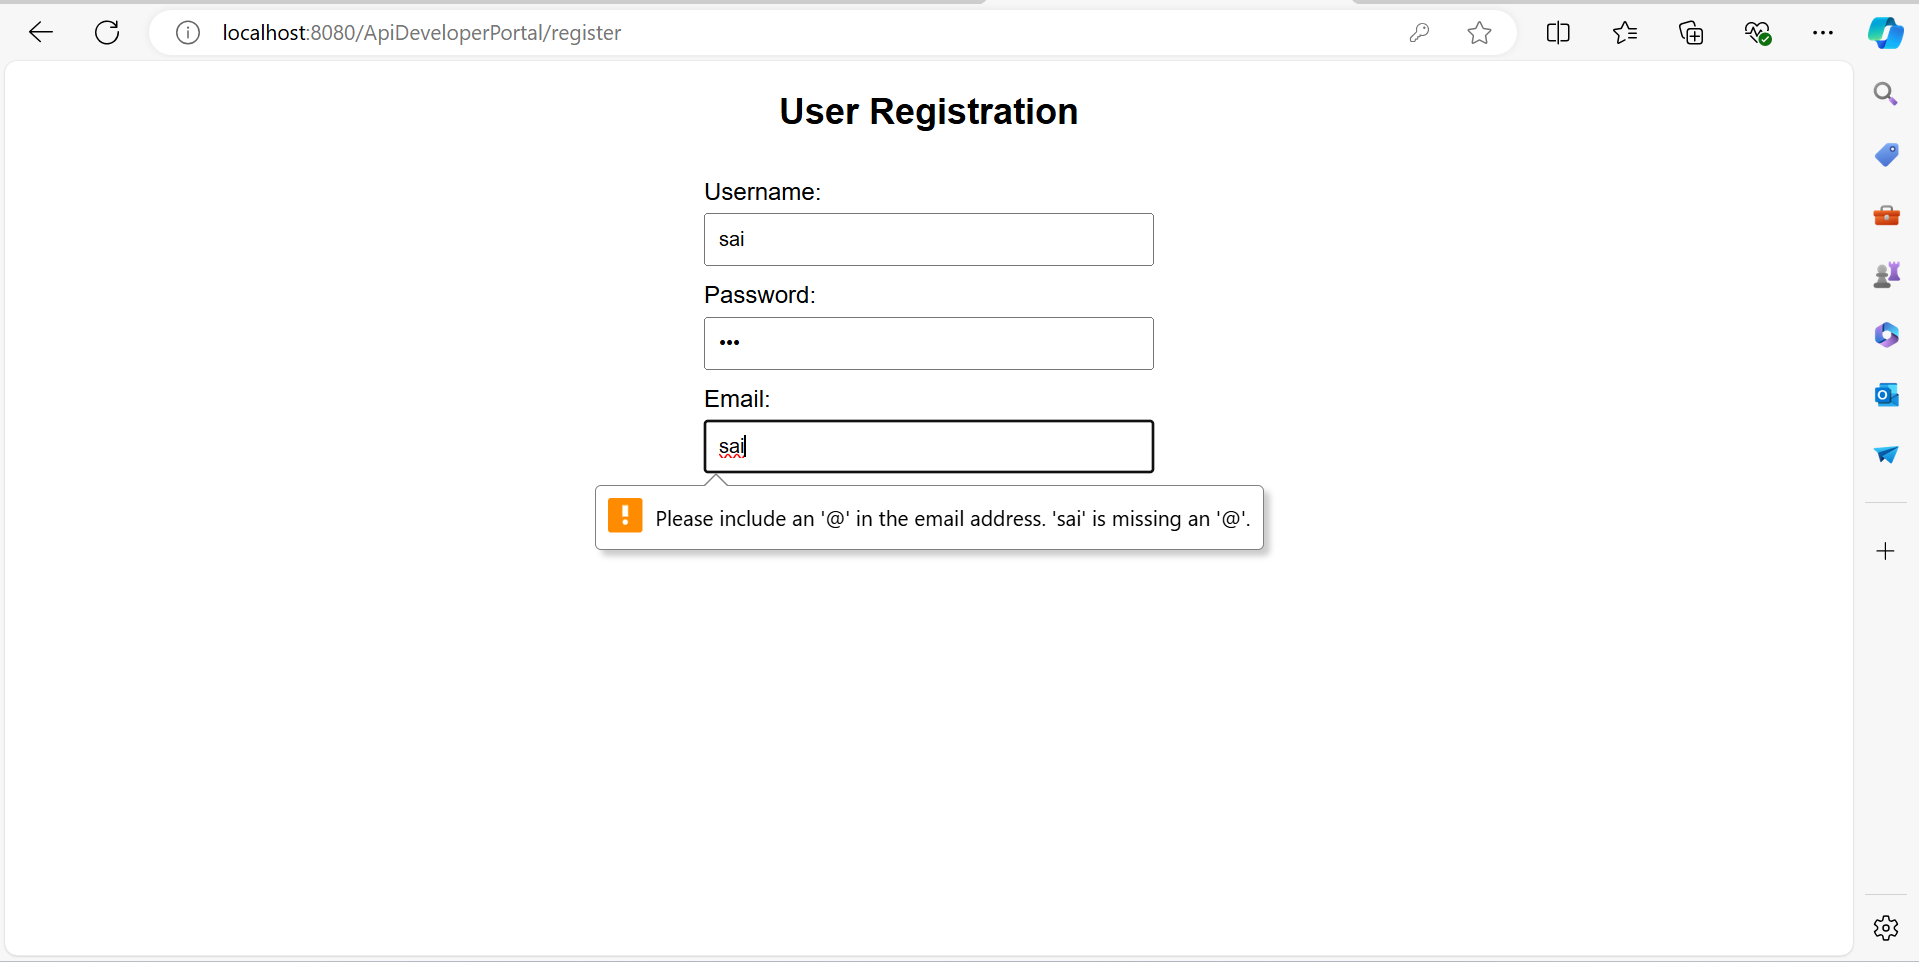 localhost:8080/ApiDeveloperPortal/register
User Registration
Username:
sai
Password:
•••
Email:
sai
Please include an '@' in the email address. 'sai' is missing an '@'.